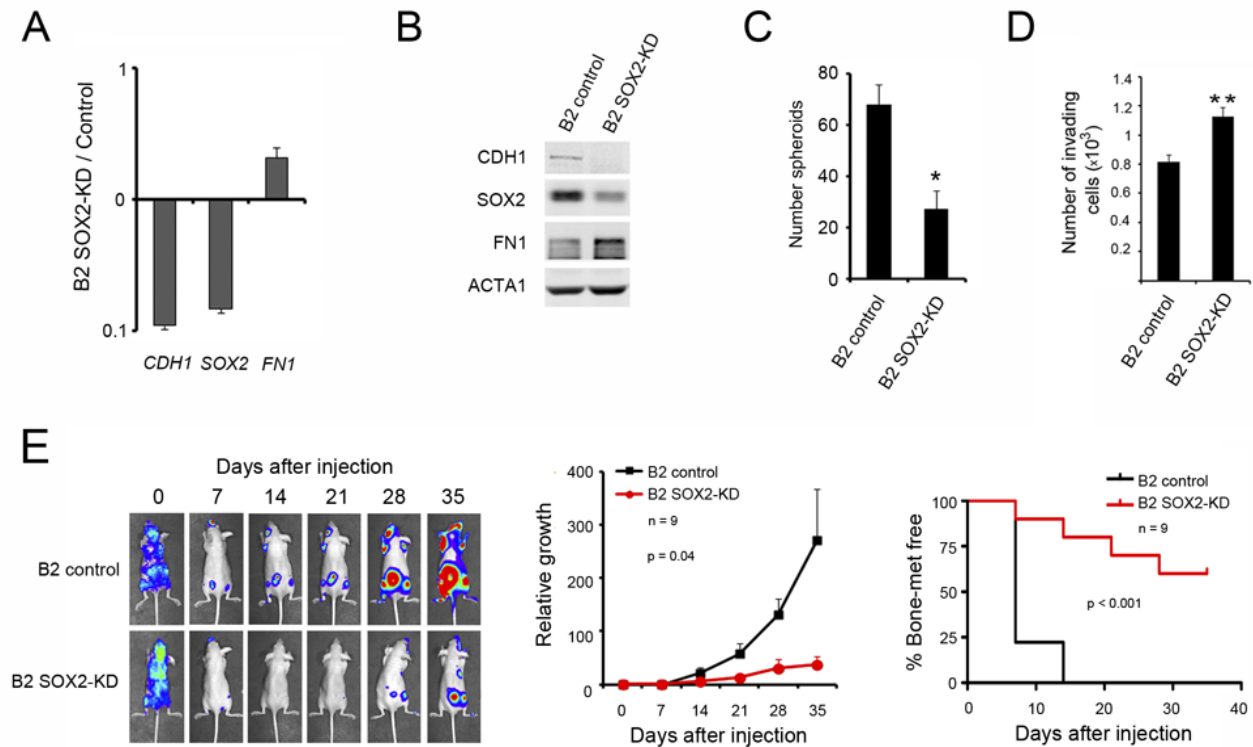 A
B2 SOX2-KD / Control
1
0
0.1
CDH1 SOX2 FN1
B
B2 control
B2 SOX2-KD
CDH1
SOX2
FN1
ACTA1
C
Number spheroids
80
60
40
20
0
*
B2 control
B2 SOX2-KD
D
Number of invading
cells (x10³)
1.4
1.2
1
0.8
0.6
0.4
0.2
**
B2 control
B2 SOX2-KD
E
Days after injection
0 7 14 21 28 35
B2 control
B2 SOX2-KD
Relative growth
400
300
200
100
0
B2 control
B2 SOX2-KD
n = 9
p = 0.04
0 7 14 21 28 35
Days after injection
% Bone-met free
100
75
50
25
0
B2 control
B2 SOX2-KD
n = 9
p < 0.001
0 10 20 30 40
Days after injection